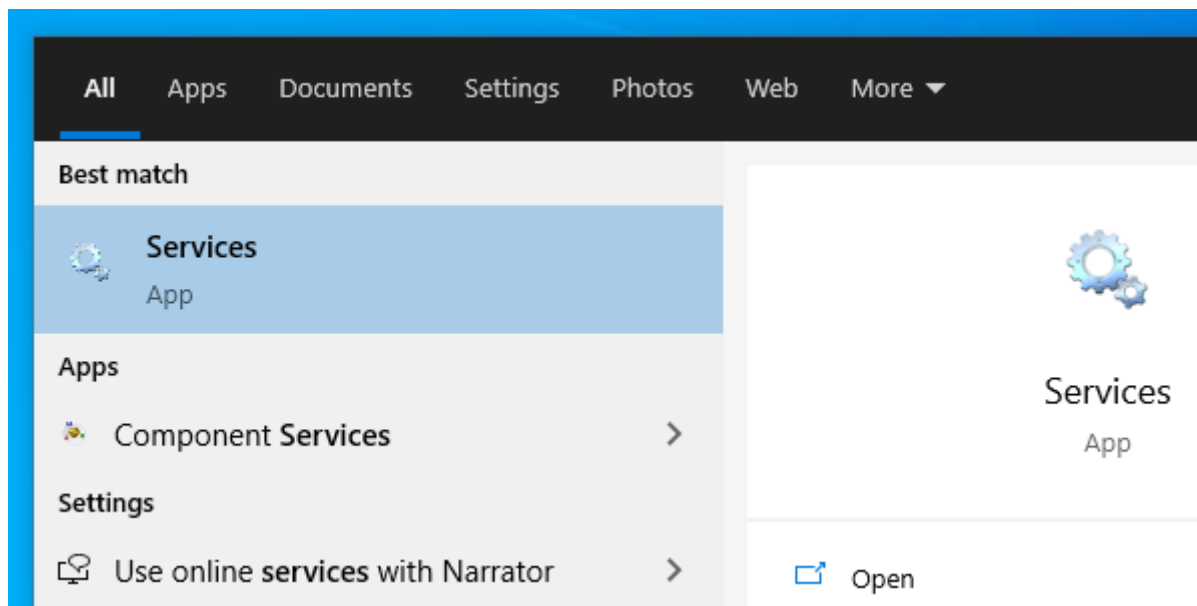 All Apps Documents Settings Photos Web More
Best match
Services
App
Apps
Component Services
Settings
Use online services with Narrator
Services
App
Open